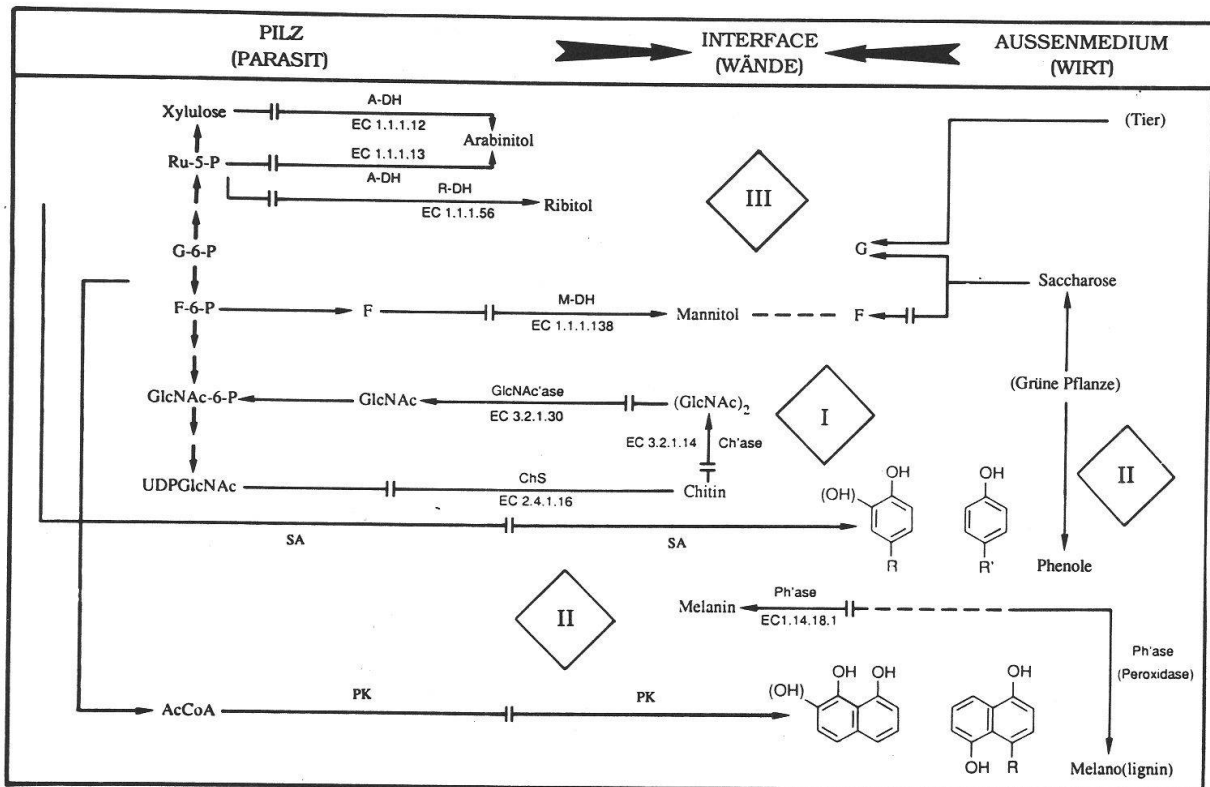 PILZ
(PARASIT)
INTERFACE
(WÄNDE)
AUSSENMEDIUM
(WIRT)
Xylulose
A-DH
EC 1.1.1.12
Arabinitol
(Tier)
Ru-5-P
EC 1.1.1.13
A-DH
R-DH
EC 1.1.1.56
Ribitol
III
G-6-P
G
Saccharose
F-6-P
F
M-DH
EC 1.1.1.138
Mannitol
F
(Grüne Pflanze)
GlcNAc-6-P
GlcNAc
GlcNAc'ase
EC 3.2.1.30
(GlcNAc)2
I
EC 3.2.1.14
Ch'ase
UDPGlcNAc
ChS
EC 2.4.1.16
Chitin
II
OH
(OH)
R
OH
R'
SA
SA
Phenole
II
Melanin
Ph'ase
EC1.14.18.1
Ph'ase
(Peroxidase)
AcCoA
PK
PK
(OH)
OH
OH
OH
OH
R
Melano(lignin)